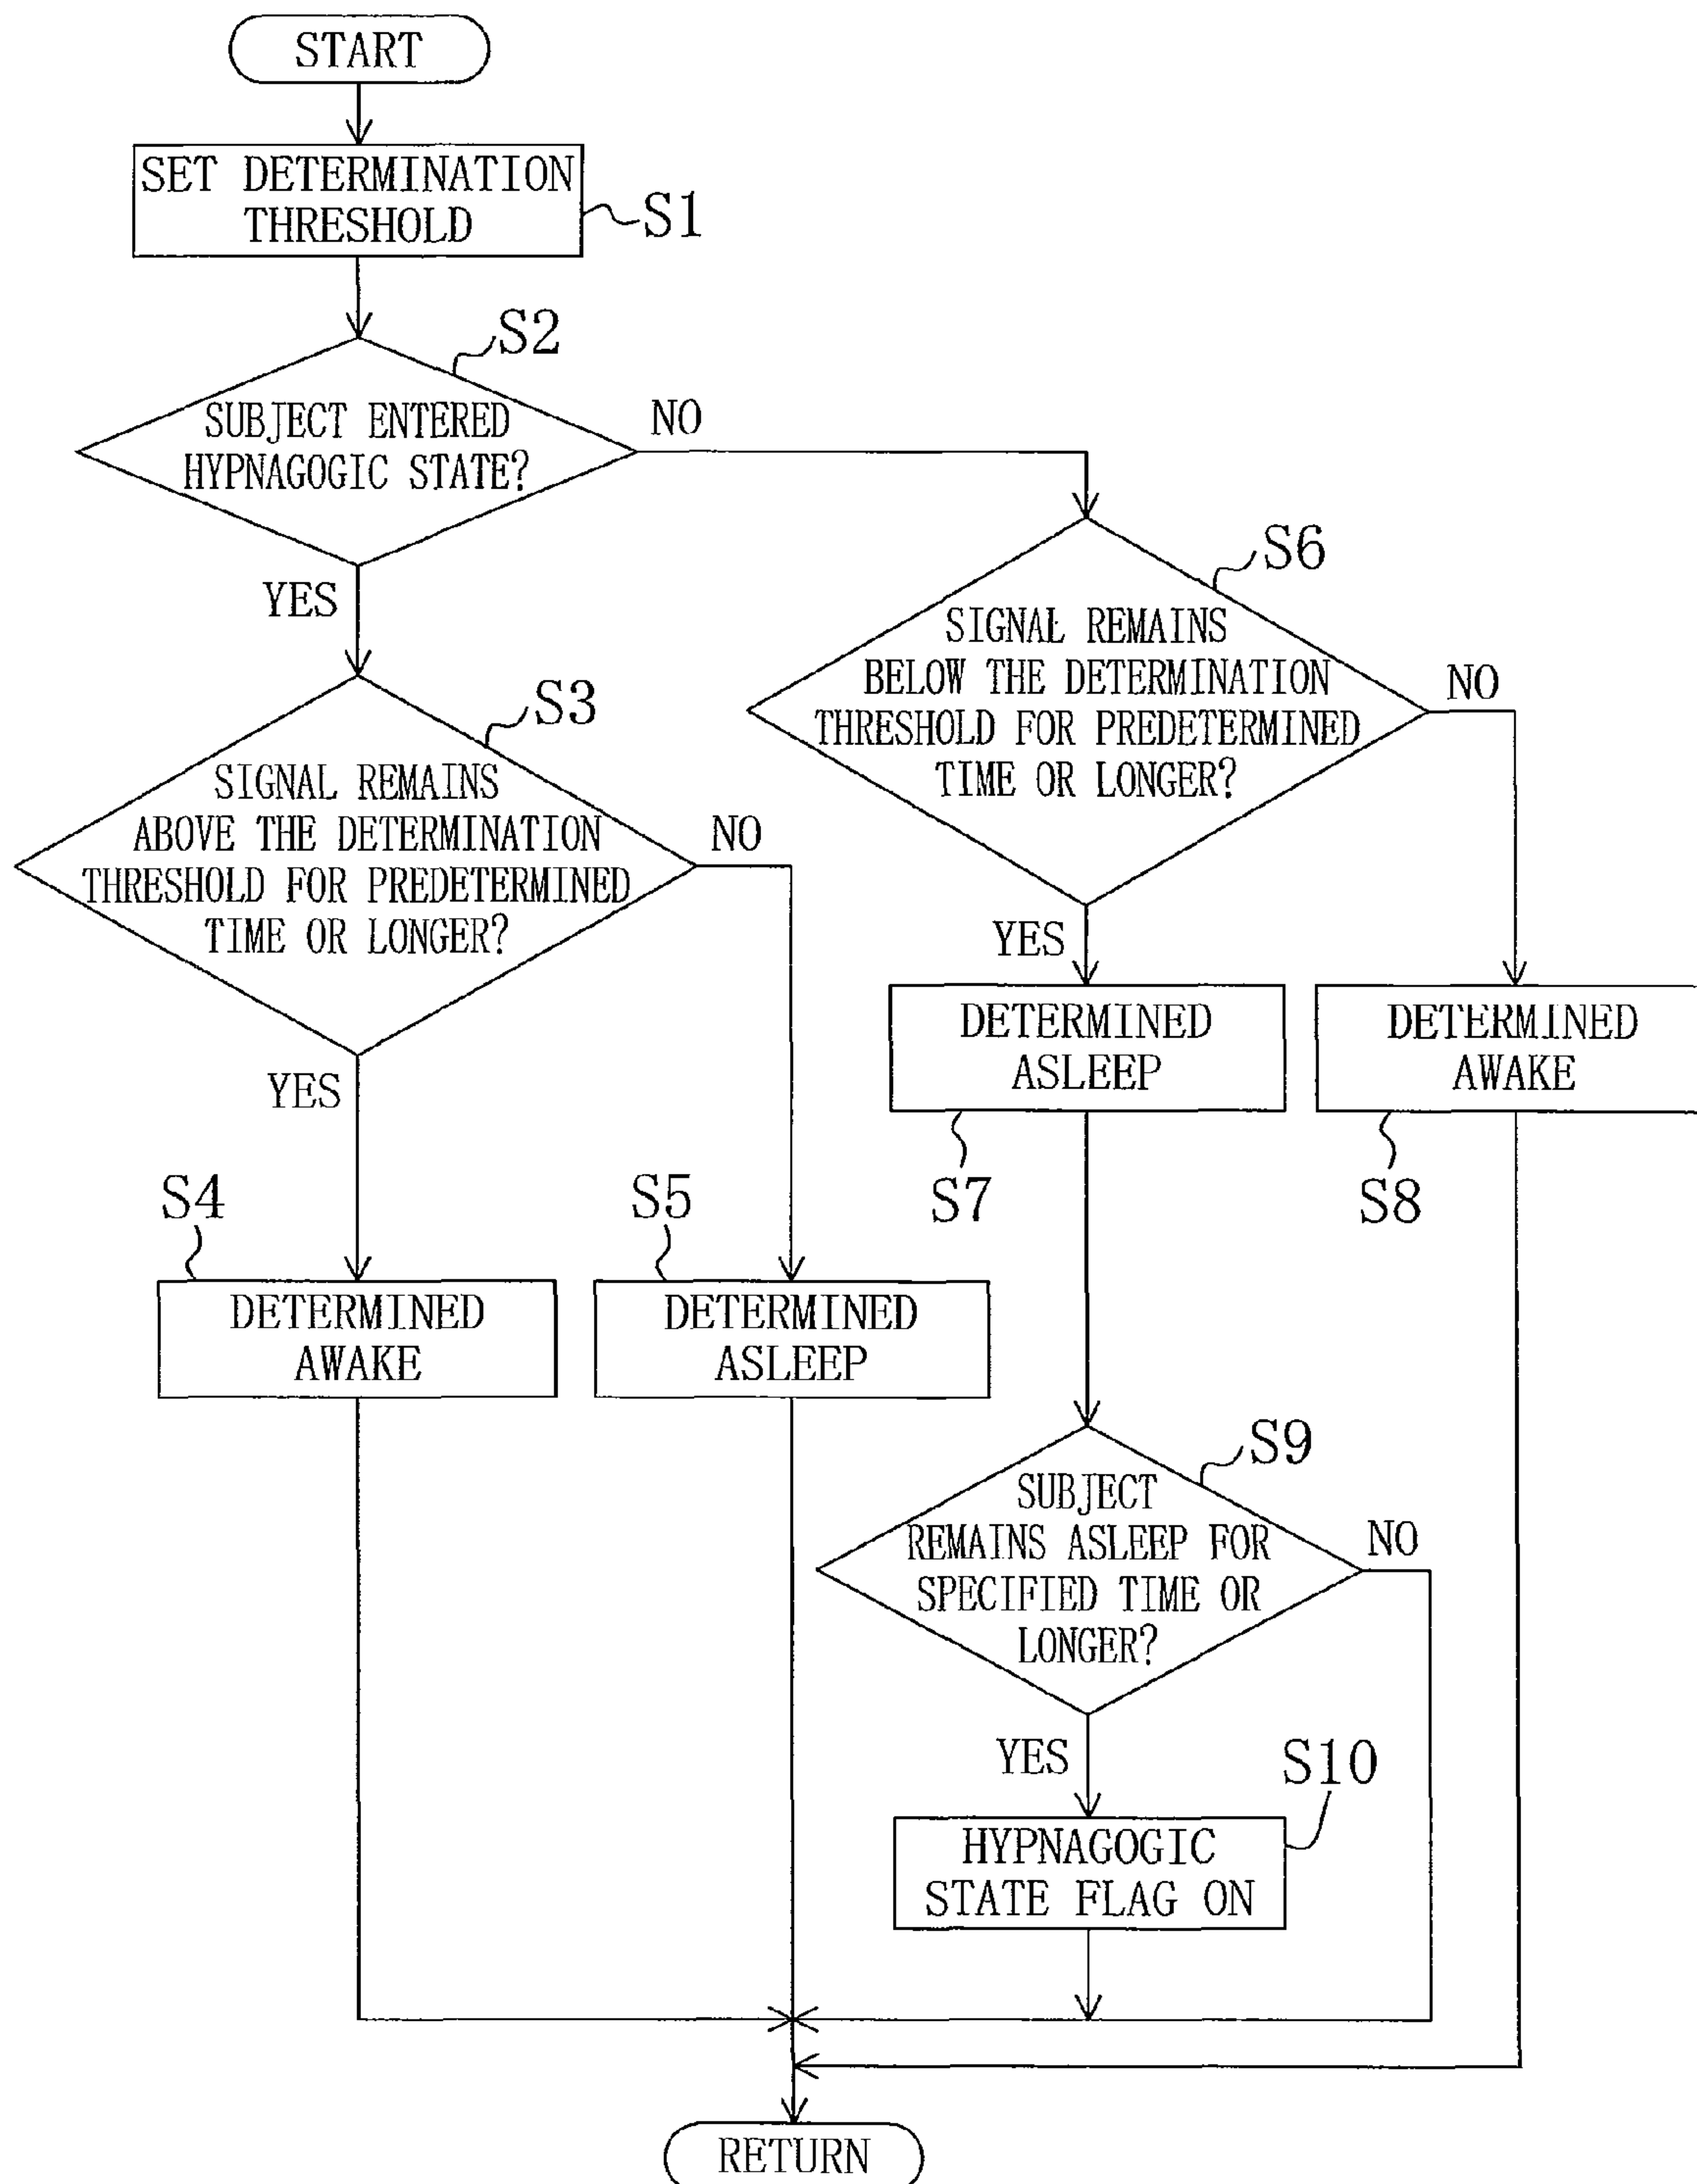 START
SET DETERMINATION
THRESHOLD
S1
S2
SUBJECT ENTERED
HYPNAGOGIC STATE?
NO
YES
S3
SIGNAL REMAINS
ABOVE THE DETERMINATION
THRESHOLD FOR PREDETERMINED
TIME OR LONGER?
NO
YES
S4
DETERMINED
AWAKE
S5
DETERMINED
ASLEEP
S6
SIGNAL REMAINS
BELOW THE DETERMINATION
THRESHOLD FOR PREDETERMINED
TIME OR LONGER?
NO
YES
DETERMINED
ASLEEP
S7
DETERMINED
AWAKE
S8
S9
SUBJECT
REMAINS ASLEEP FOR
SPECIFIED TIME OR
LONGER?
NO
YES
S10
HYPNAGOGIC
STATE FLAG ON
RETURN